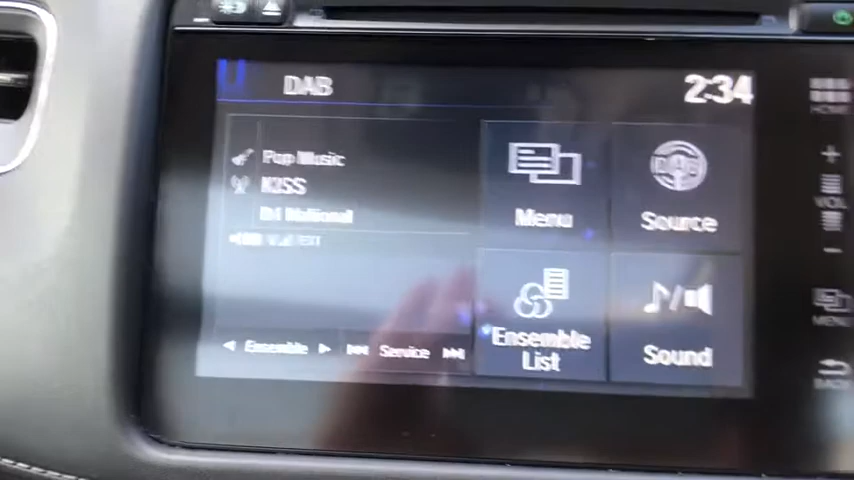 DAB
2:34
HOME
Pop Music
KISS
D1 National
Menu
DAB
Source
VOL
Ensemble
List
Sound
MENU
Ensemble
Service
BACK